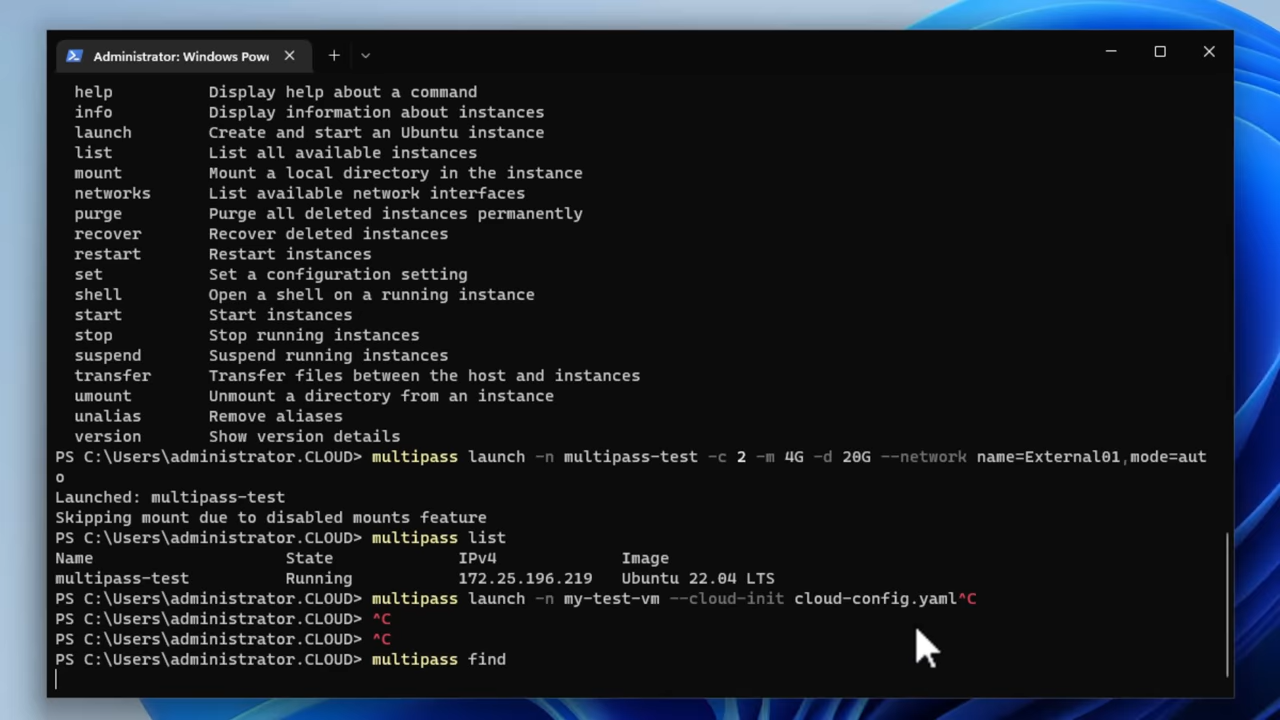 Administrator: Windows Powe
help Display help about a command
info Display information about instances
launch Create and start an Ubuntu instance
list List all available instances
mount Mount a local directory in the instance
networks List available network interfaces
purge Purge all deleted instances permanently
recover Recover deleted instances
restart Restart instances
set Set a configuration setting
shell Open a shell on a running instance
start Start instances
stop Stop running instances
suspend Suspend running instances
transfer Transfer files between the host and instances
umount Unmount a directory from an instance
unalias Remove aliases
version Show version details
PS C:\Users\administrator.CLOUD> multipass launch -n multipass-test -c 2 -m 4G -d 20G --network name=External01,mode=aut
o
Launched: multipass-test
Skipping mount due to disabled mounts feature
PS C:\Users\administrator.CLOUD> multipass list
Name State IPv4 Image
multipass-test Running 172.25.196.219 Ubuntu 22.04 LTS
PS C:\Users\administrator.CLOUD> multipass launch -n my-test-vm --cloud-init cloud-config.yaml^C
PS C:\Users\administrator.CLOUD> ^C
PS C:\Users\administrator.CLOUD> ^C
PS C:\Users\administrator.CLOUD> multipass find